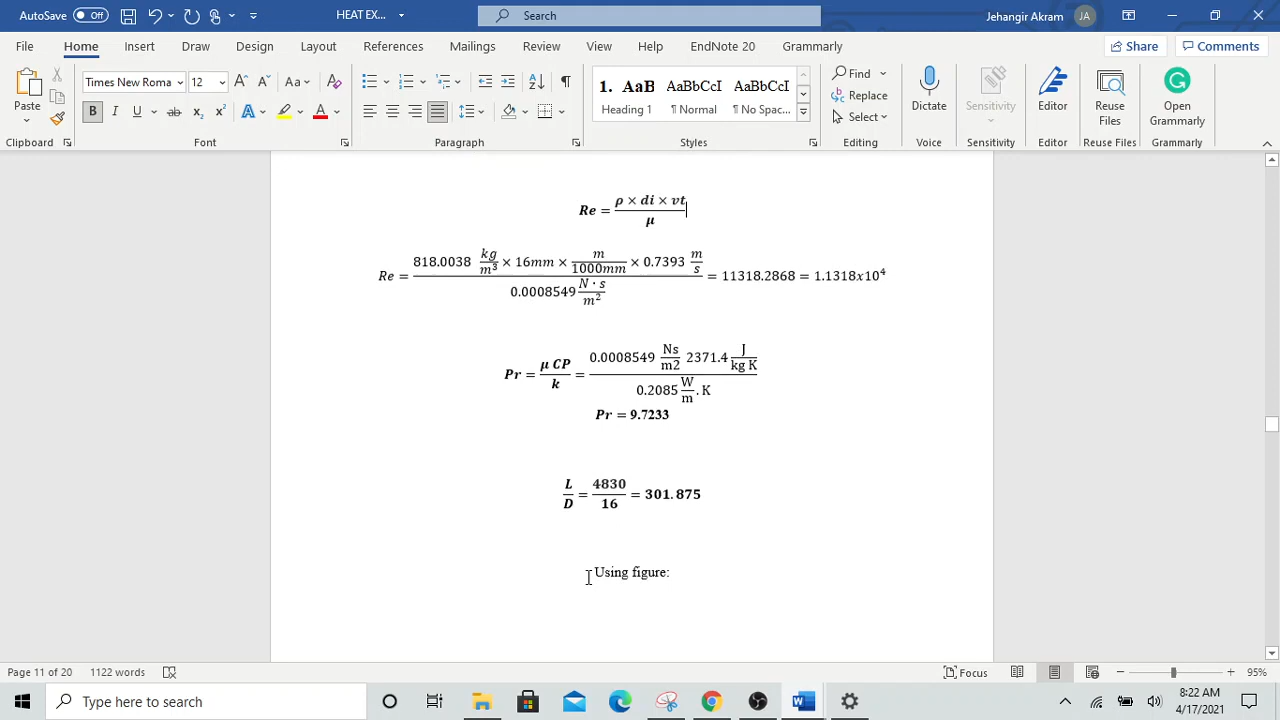 AutoSave Off HEAT EX... Search Jehangir Akram JA
File Home Insert Draw Design Layout References Mailings Review View Help EndNote 20 Grammarly Share Comments
Times New Roma 12 Aa 1. AaB AaBbCcI AaBbCcI Find
Paste B I U ab x₂ x² A A Heading 1 ¶ Normal ¶ No Spac... Replace Select Dictate Sensitivity Editor Reuse Files Open Grammarly
Clipboard Font Paragraph Styles Editing Voice Sensitivity Editor Reuse Files Grammarly
Re = ρ × di × vt / μ
Re = 818.0038 kg/m³ × 16mm × m/1000mm × 0.7393 m/s / 0.0008549 N·s/m² = 11318.2868 = 1.1318x10⁴
Pr = μ CP / k = 0.0008549 Ns/m2 2371.4 J/kg K / 0.2085 W/m . K
Pr = 9.7233
L/D = 4830/16 = 301.875
Using figure:
Page 11 of 20 1122 words Focus 95%
Type here to search 8:22 AM
4/17/2021